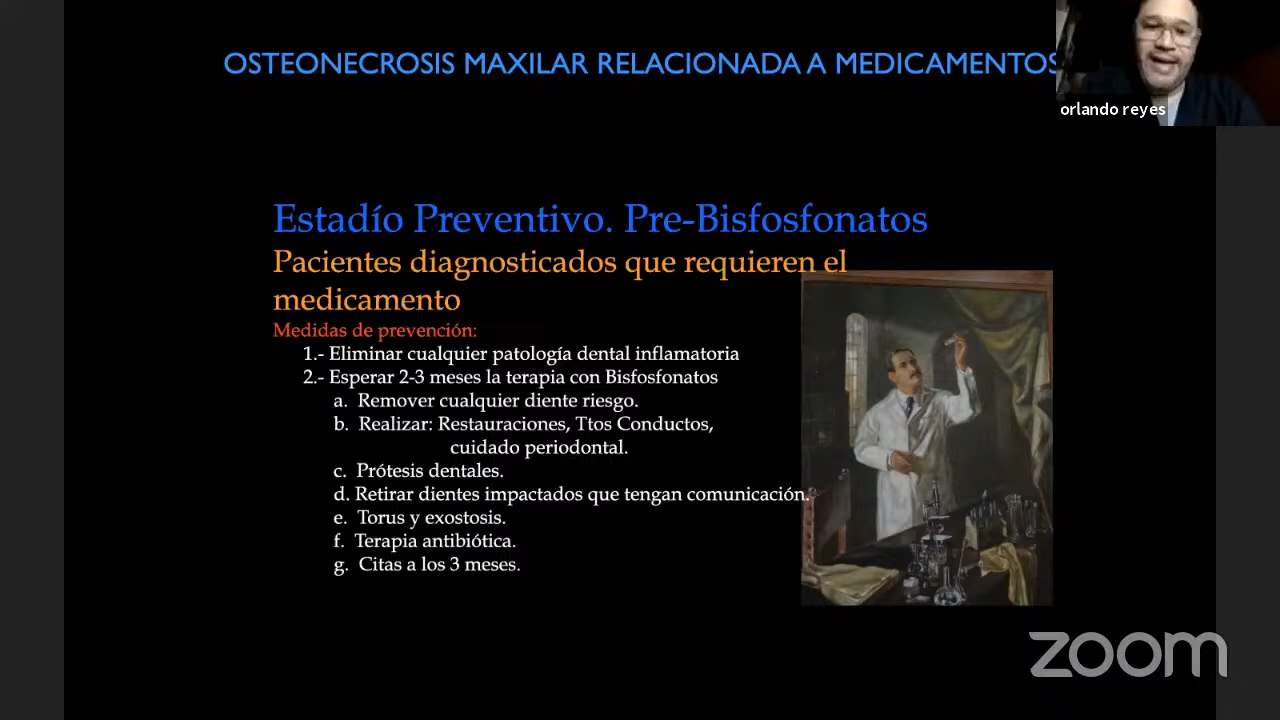 OSTEONECROSIS MAXILAR RELACIONADA A MEDICAMENTOS
orlando reyes
Estadío Preventivo. Pre-Bisfosfonatos
Pacientes diagnosticados que requieren el
medicamento
Medidas de prevención:
1.- Eliminar cualquier patología dental inflamatoria
2.- Esperar 2-3 meses la terapia con Bisfosfonatos
a. Remover cualquier diente riesgo.
b. Realizar: Restauraciones, Ttos Conductos,
cuidado periodontal.
c. Prótesis dentales.
d. Retirar dientes impactados que tengan comunicación.
e. Torus y exostosis.
f. Terapia antibiótica.
g. Citas a los 3 meses.
zoom